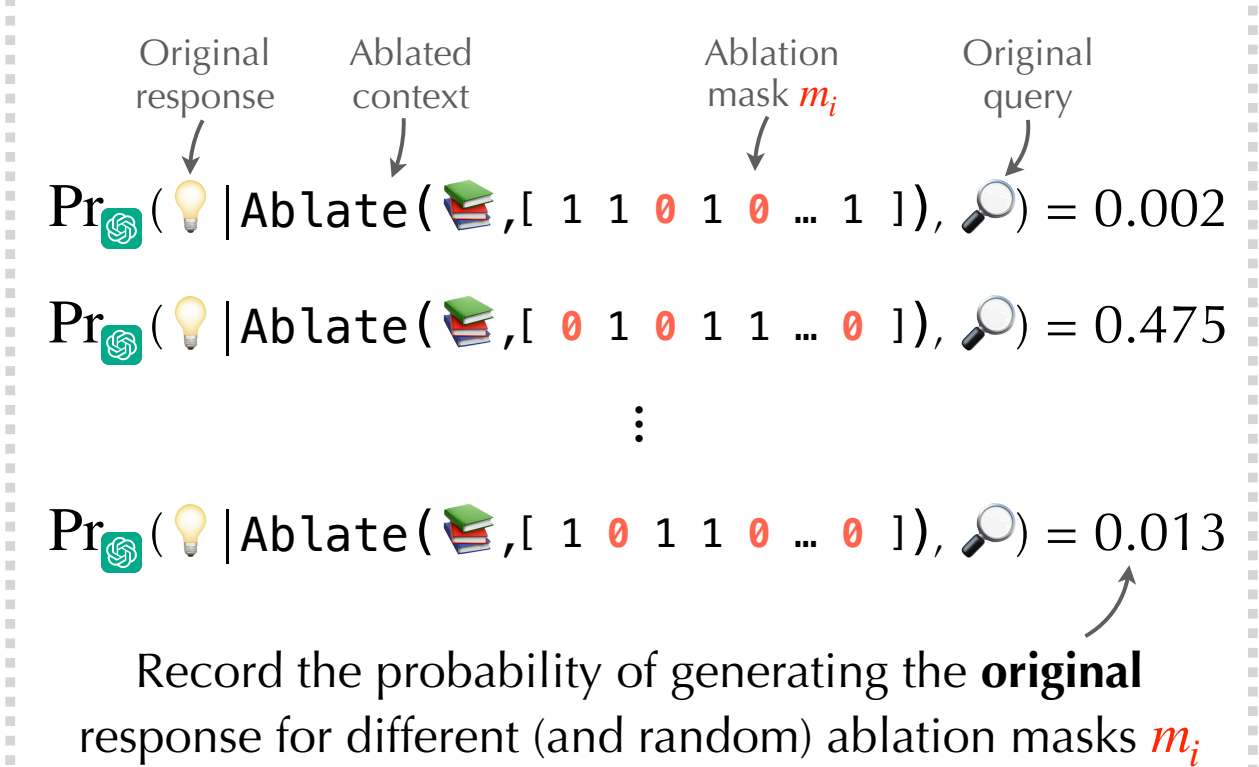 Original Ablated Ablation Original
response context mask m_i query
Pr(💡|Ablate(📚,[ 1 1 0 1 0 … 1 ]), 🔎) = 0.002
Pr(💡|Ablate(📚,[ 0 1 0 1 1 … 0 ]), 🔎) = 0.475
⋮
Pr(💡|Ablate(📚,[ 1 0 1 1 0 … 0 ]), 🔎) = 0.013
Record the probability of generating the original
response for different (and random) ablation masks m_i